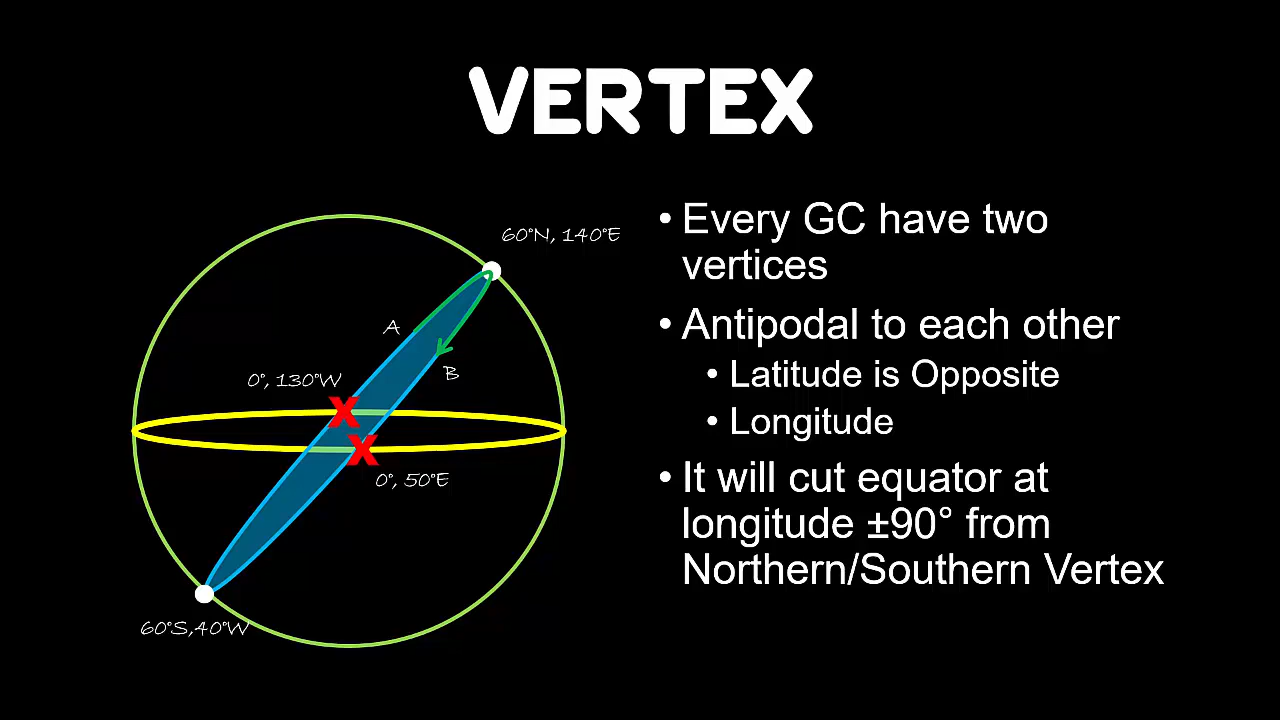 VERTEX
60°N, 140°E
A
B
0°, 130°W
0°, 50°E
60°S,40°W
• Every GC have two
vertices
• Antipodal to each other
• Latitude is Opposite
• Longitude
• It will cut equator at
longitude ±90° from
Northern/Southern Vertex